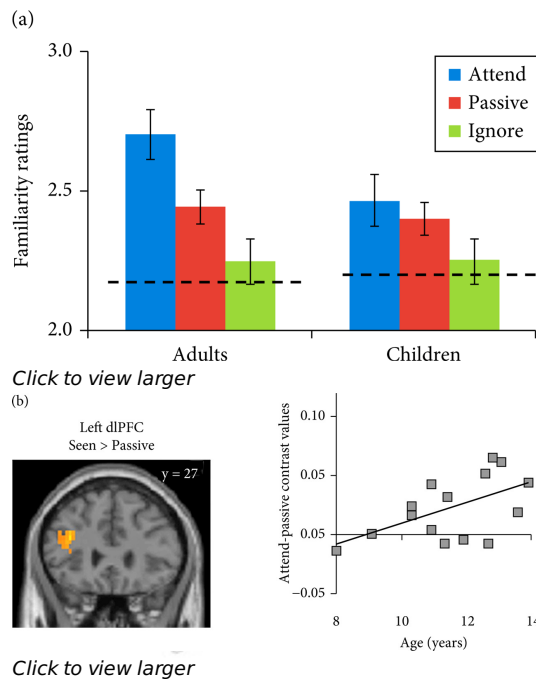 (a)
3.0
Attend
Passive
Ignore
2.5
Familiarity ratings
2.0
Adults
Children
Click to view larger
(b)
Left dlPFC
Seen > Passive
y = 27
0.10
0.05
0.05
−0.05
Attend-passive contrast values
8
10
12
14
Age (years)
Click to view larger